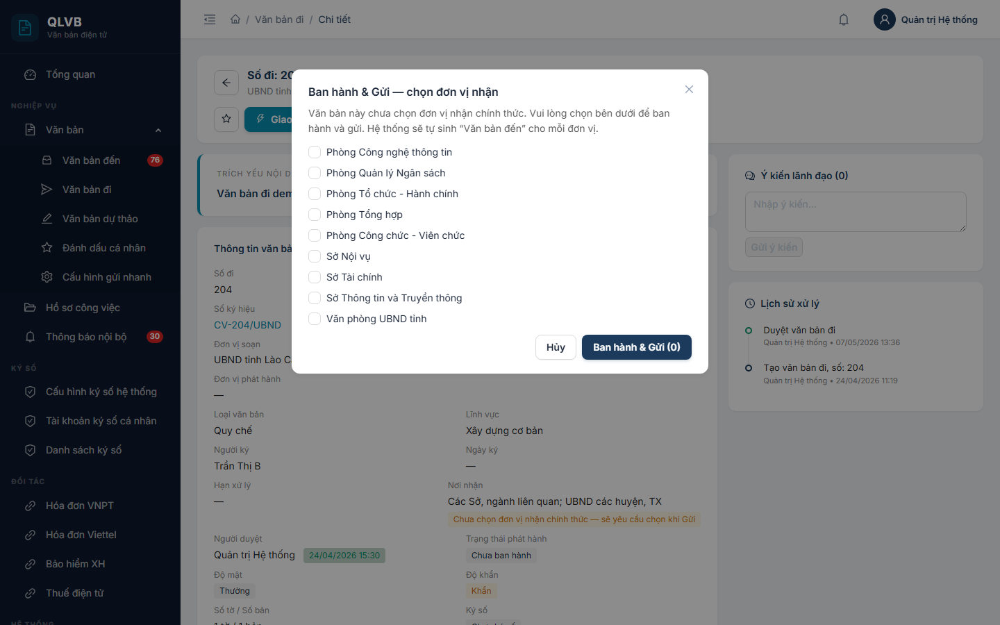 QLVB
Văn bản điện tử
Tổng quan
NGHIỆP VỤ
Văn bản
Văn bản đến 76
Văn bản đi
Văn bản dự thảo
Đánh dấu cá nhân
Cấu hình gửi nhanh
Hồ sơ công việc
Thông báo nội bộ 30
KÝ SỐ
Cấu hình ký số hệ thống
Tài khoản ký số cá nhân
Danh sách ký số
ĐỐI TÁC
Hóa đơn VNPT
Hóa đơn Viettel
Bảo hiểm XH
Thuế điện tử
HỆ THỐNG
/ Văn bản đi / Chi tiết
Quản trị Hệ thống
Số đi: 20
UBND tỉnh
Giao
TRÍCH YẾU NỘI D
Văn bản đi dem
Ban hành & Gửi — chọn đơn vị nhận
Văn bản này chưa chọn đơn vị nhận chính thức. Vui lòng chọn bên dưới để ban
hành và gửi. Hệ thống sẽ tự sinh “Văn bản đến” cho mỗi đơn vị.
Phòng Công nghệ thông tin
Phòng Quản lý Ngân sách
Phòng Tổ chức - Hành chính
Phòng Tổng hợp
Phòng Công chức - Viên chức
Sở Nội vụ
Sở Tài chính
Sở Thông tin và Truyền thông
Văn phòng UBND tỉnh
Hủy
Ban hành & Gửi (0)
Thông tin văn bả
Số đi
204
Số ký hiệu
CV-204/UBND
Đơn vị soạn
UBND tỉnh Lào C
Đơn vị phát hành
—
Loại văn bản
Quy chế
Lĩnh vực
Xây dựng cơ bản
Người ký
Trần Thị B
Ngày ký
—
Hạn xử lý
—
Nơi nhận
Các Sở, ngành liên quan; UBND các huyện, TX
Chưa chọn đơn vị nhận chính thức — sẽ yêu cầu chọn khi Gửi
Người duyệt
Quản trị Hệ thống 24/04/2026 15:30
Trạng thái phát hành
Chưa ban hành
Độ mật
Thường
Độ khẩn
Khẩn
Số tờ / Số bản
Ký số
Ý kiến lãnh đạo (0)
Nhập ý kiến...
Gửi ý kiến
Lịch sử xử lý
Duyệt văn bản đi
Quản trị Hệ thống • 07/05/2026 13:36
Tạo văn bản đi, số: 204
Quản trị Hệ thống • 24/04/2026 11:19